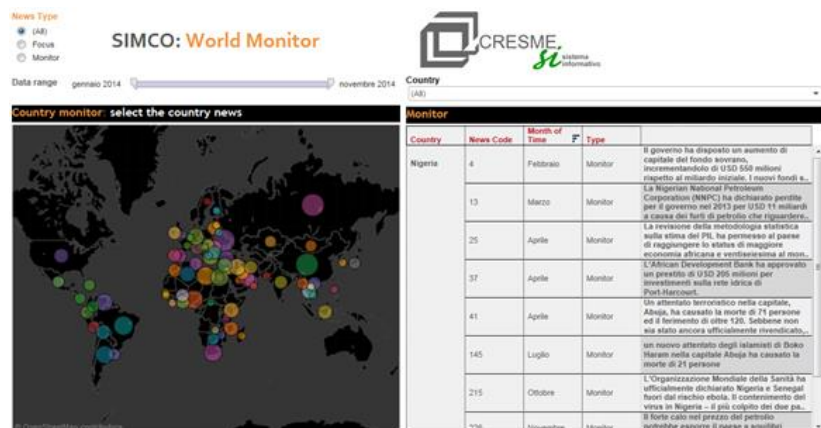 News Type
(All)
Focus
Monitor
SIMCO: World Monitor
CRESME
si sistema
informativo
Data range
gennaio 2014
novembre 2014
Country
(All)
Country monitor: select the country news
Monitor
Country
News Code
Month of
Time
Type
Nigeria
4
Febbraio
Monitor
Il governo ha disposto un aumento di
capitale del fondo sovrano,
incrementandolo di USD 550 milioni
rispetto al miliardo iniziale. I nuovi fondi s..
13
Marzo
Monitor
La Nigerian National Petroleum
Corporation (NNPC) ha dichiarato perdite
per il governo nel 2013 per USD 11 miliardi
a causa dei furti di petrolio che riguardere..
25
Aprile
Monitor
La revisione della metodologia statistica
sulla stima del PIL ha permesso al paese
di raggiungere lo status di maggiore
economia africana e ventiseiesima al mon..
37
Aprile
Monitor
L'African Development Bank ha approvato
un prestito di USD 205 milioni per
investimenti sulla rete idrica di
Port-Harcourt.
41
Aprile
Monitor
Un attentato terroristico nella capitale,
Abuja, ha causato la morte di 71 persone
ed il ferimento di oltre 120. Sebbene non
sia stato ancora ufficialmente rivendicato,..
145
Luglio
Monitor
un nuovo attentato degli islamisti di Boko
Haram nella capitale Abuja ha causato la
morte di 21 persone
215
Ottobre
Monitor
L'Organizzazione Mondiale della Sanità ha
ufficialmente dichiarato Nigeria e Senegal
fuori dal rischio ebola. Il contenimento del
virus in Nigeria – il più colpito dei due pa..
Novembre
Monitor
Il forte calo nel prezzo del petrolio
potrebbe esporre il paese a squilibri
© OpenStreetMap contributors